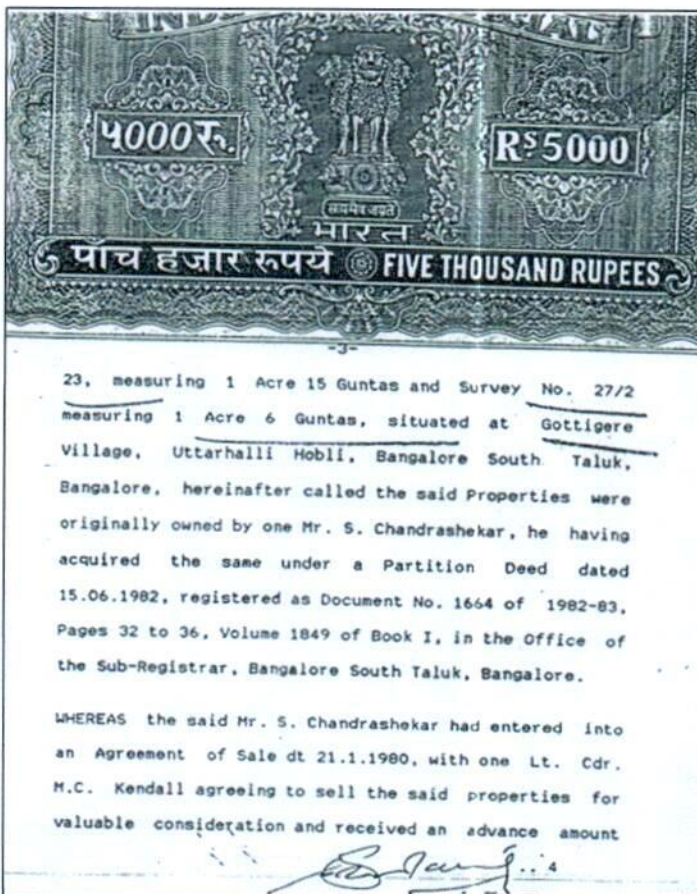 ५000रु.
RS 5000
सत्यमेव जयते
भारत
पाँच हजार रुपये FIVE THOUSAND RUPEES
-3-
23, measuring 1 Acre 15 Guntas and Survey No. 27/2
measuring 1 Acre 6 Guntas, situated at Gottigere
Village, Uttarhalli Hobli, Bangalore South Taluk,
Bangalore, hereinafter called the said Properties were
originally owned by one Mr. S. Chandrashekar, he having
acquired the same under a Partition Deed dated
15.06.1982, registered as Document No. 1664 of 1982-83,
Pages 32 to 36, Volume 1849 of Book I, in the Office of
the Sub-Registrar, Bangalore South Taluk, Bangalore.
WHEREAS the said Mr. S. Chandrashekar had entered into
an Agreement of Sale dt 21.1.1980, with one Lt. Cdr.
M.C. Kendall agreeing to sell the said properties for
valuable consideration and received an advance amount
..4